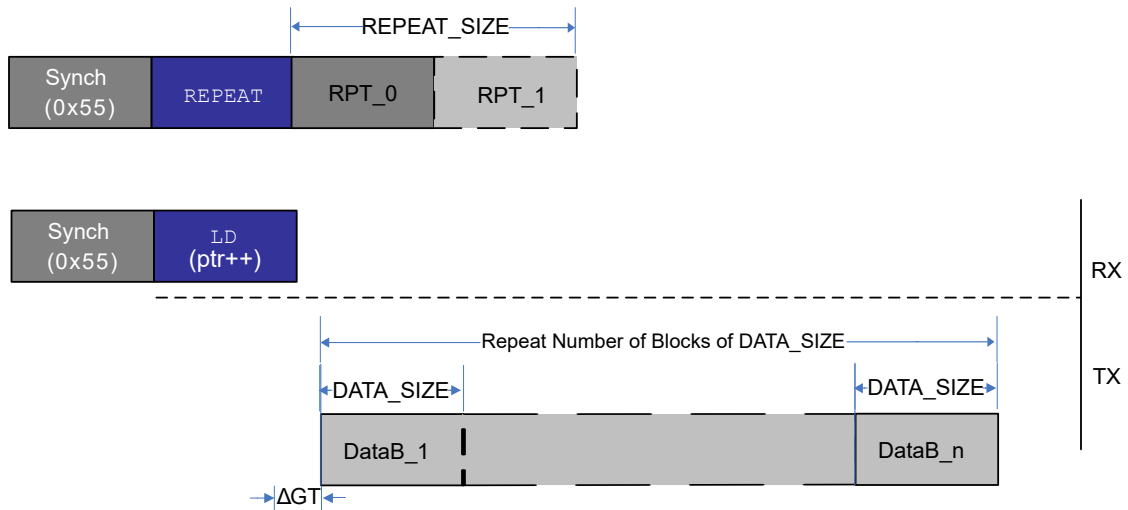 REPEAT_SIZE
Synch
(0x55)
REPEAT
RPT_0
RPT_1
Synch
(0x55)
LD
(ptr++)
RX
Repeat Number of Blocks of DATA_SIZE
TX
DATA_SIZE
DATA_SIZE
DataB_1
DataB_n
ΔGT